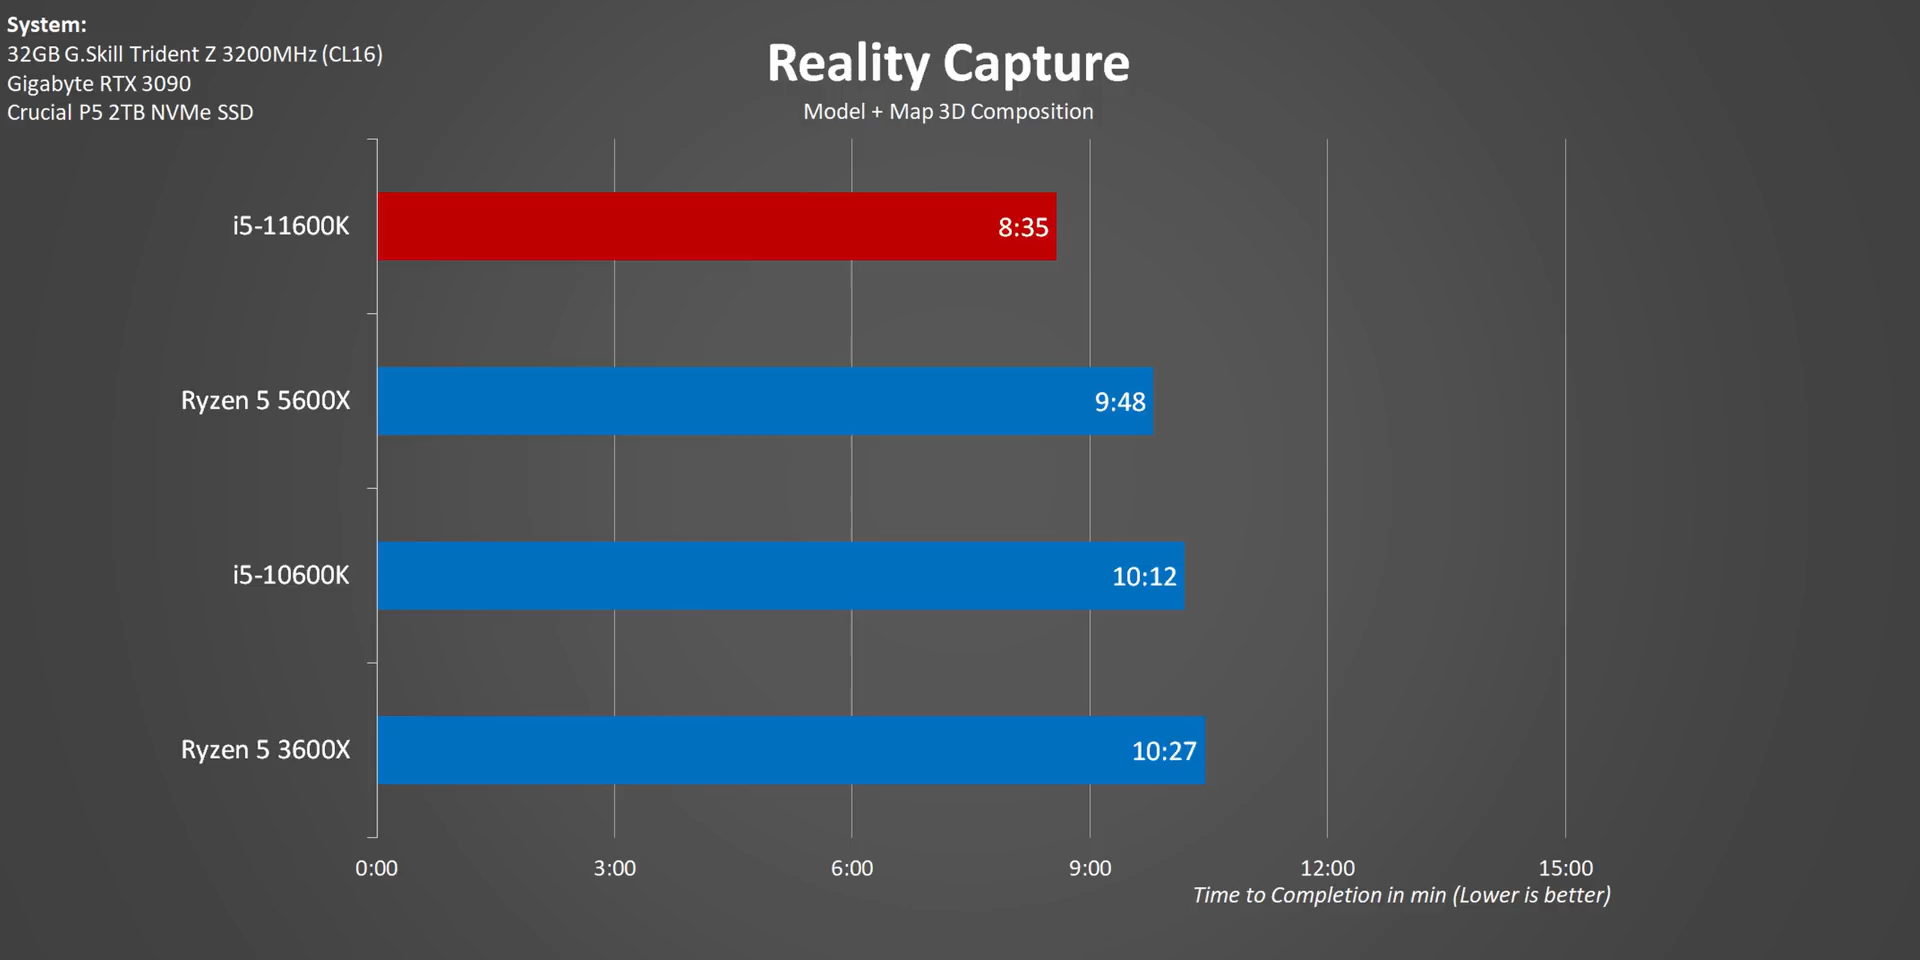 System:
32GB G.Skill Trident Z 3200MHz (CL16)
Gigabyte RTX 3090
Crucial P5 2TB NVMe SSD
Reality Capture
Model + Map 3D Composition
i5-11600K
8:35
Ryzen 5 5600X
9:48
i5-10600K
10:12
Ryzen 5 3600X
10:27
0:00 3:00 6:00 9:00 12:00 15:00
Time to Completion in min (Lower is better)